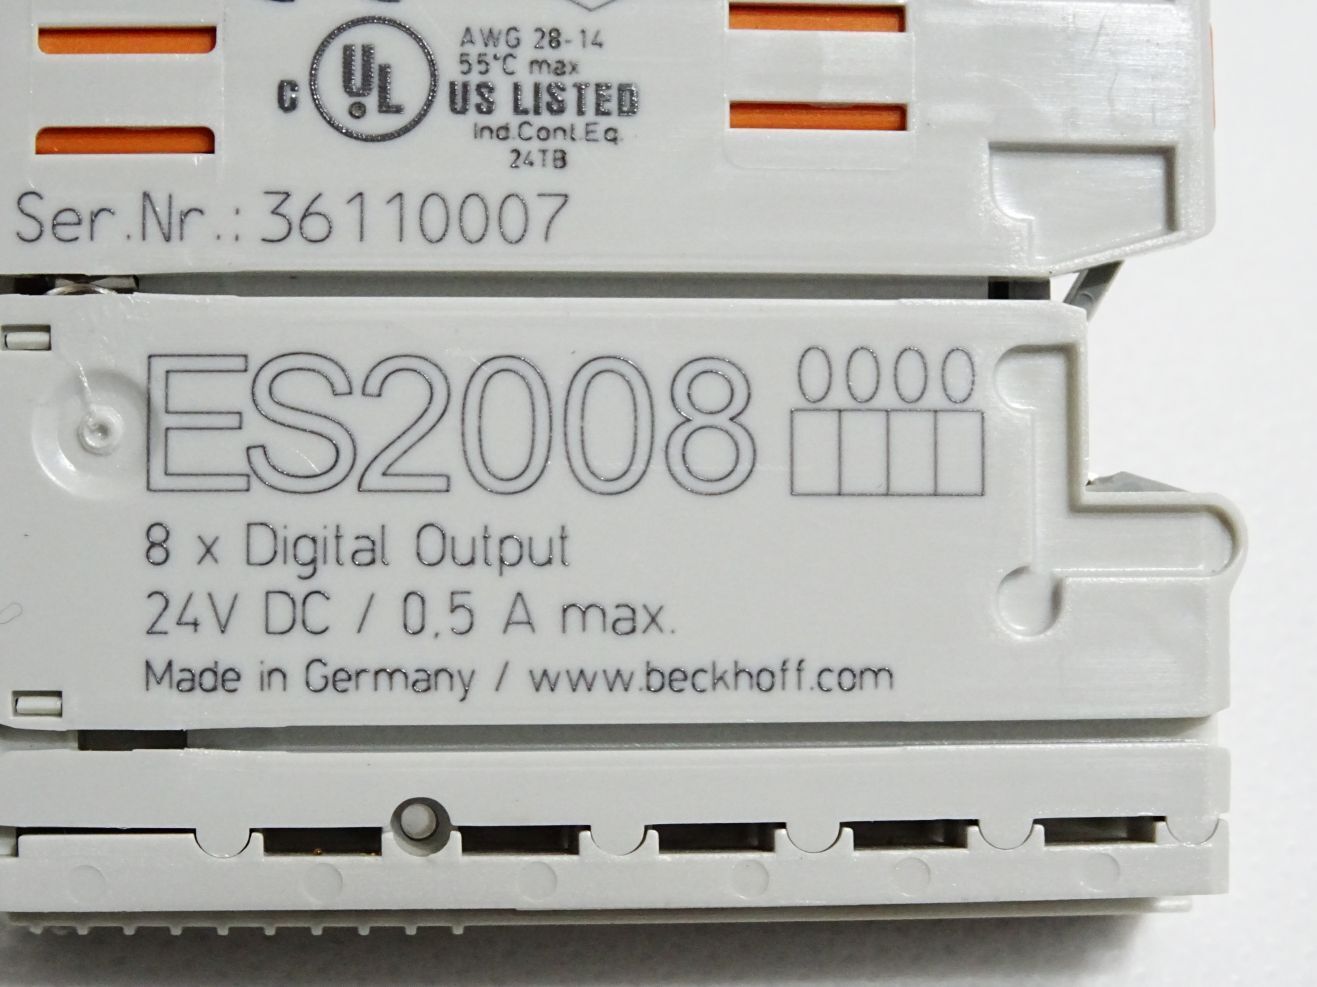 AWG 28-14
55°C max
C UL US LISTED
Ind.Cont.Eq.
24TB
Ser.Nr.: 36110007
ES2008 0000
8 x Digital Output
24V DC / 0,5 A max.
Made in Germany / www.beckhoff.com